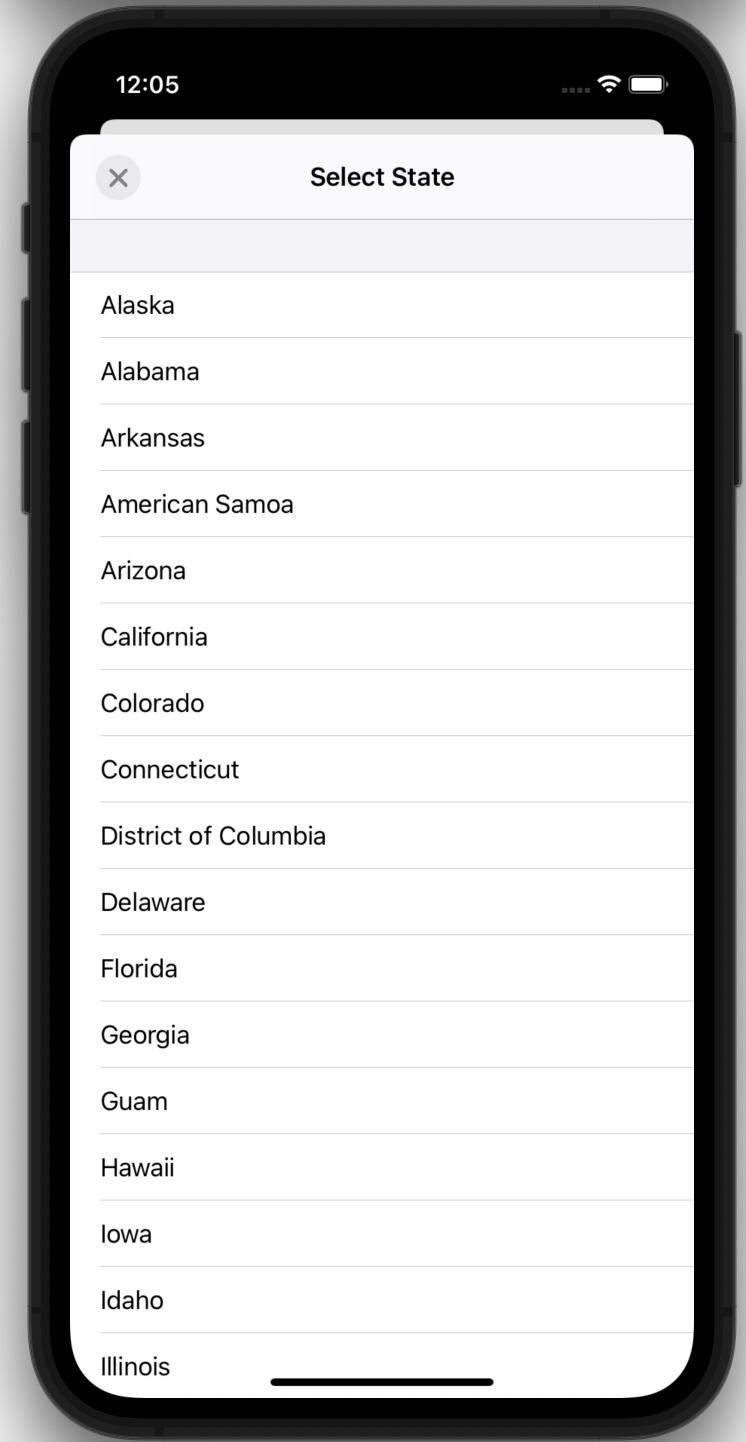 12:05
Select State
Alaska
Alabama
Arkansas
American Samoa
Arizona
California
Colorado
Connecticut
District of Columbia
Delaware
Florida
Georgia
Guam
Hawaii
Iowa
Idaho
Illinois